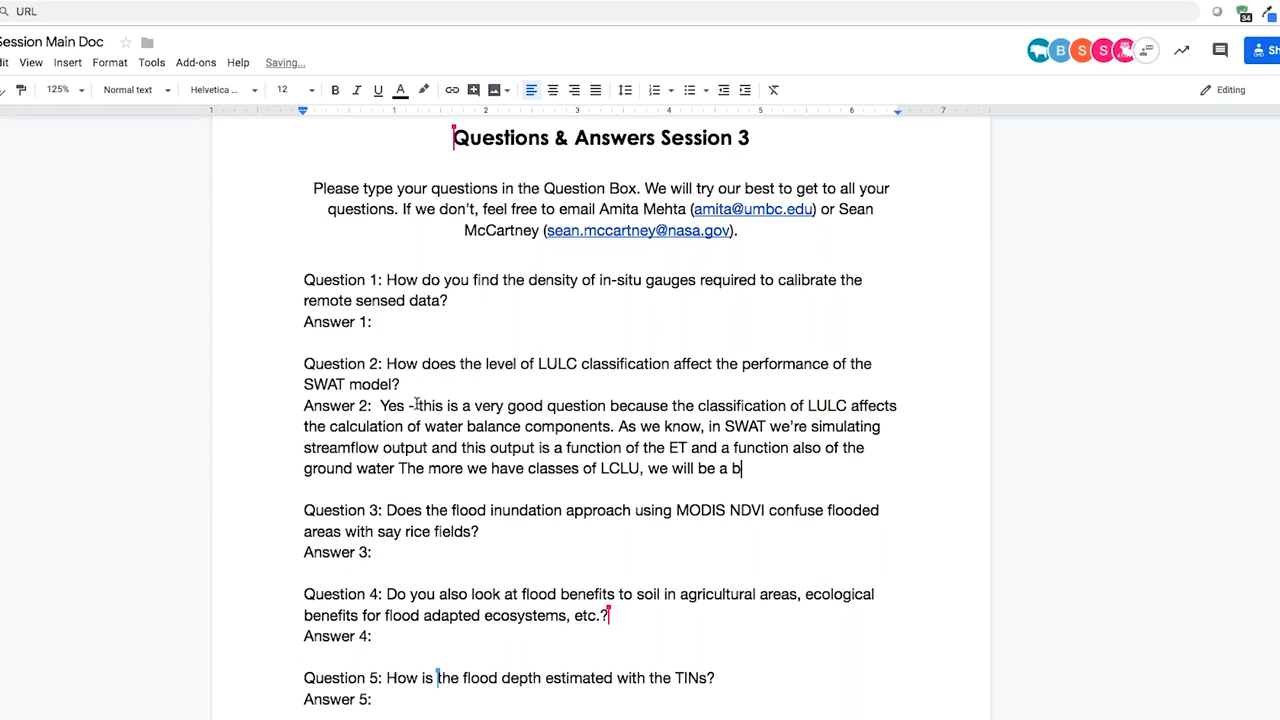 URL
Session Main Doc
View Insert Format Tools Add-ons Help Saving...
B S S
125% Normal text Helvetica ... 12 B I U A Editing
1 1 2 3 4 5 6 7
Questions & Answers Session 3
Please type your questions in the Question Box. We will try our best to get to all your
questions. If we don't, feel free to email Amita Mehta (amita@umbc.edu) or Sean
McCartney (sean.mccartney@nasa.gov).
Question 1: How do you find the density of in-situ gauges required to calibrate the
remote sensed data?
Answer 1:
Question 2: How does the level of LULC classification affect the performance of the
SWAT model?
Answer 2: Yes -this is a very good question because the classification of LULC affects
the calculation of water balance components. As we know, in SWAT we're simulating
streamflow output and this output is a function of the ET and a function also of the
ground water The more we have classes of LCLU, we will be a b
Question 3: Does the flood inundation approach using MODIS NDVI confuse flooded
areas with say rice fields?
Answer 3:
Question 4: Do you also look at flood benefits to soil in agricultural areas, ecological
benefits for flood adapted ecosystems, etc.?
Answer 4:
Question 5: How is the flood depth estimated with the TINs?
Answer 5: